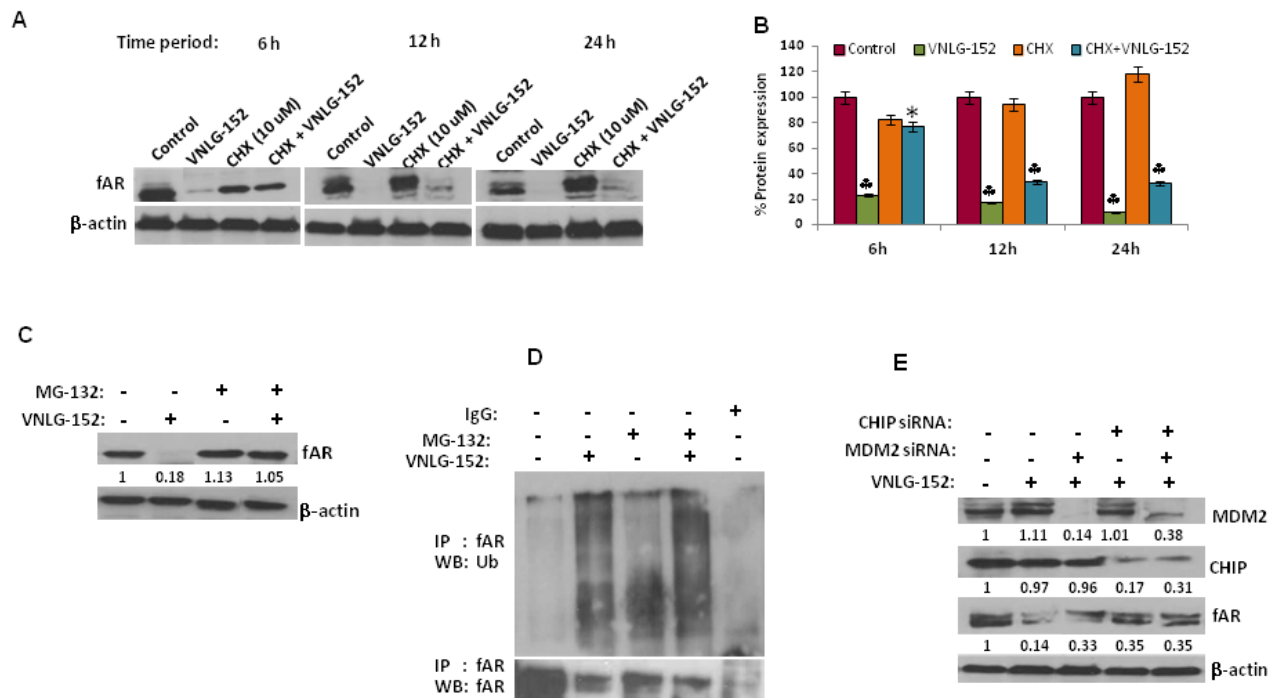 A
Time period: 6 h 12 h 24 h
Control VNLG-152 CHX (10 uM) CHX + VNLG-152 Control VNLG-152 CHX (10 uM) CHX + VNLG-152 Control VNLG-152 CHX (10 uM) CHX + VNLG-152
fAR
β-actin
B
Control VNLG-152 CHX CHX+VNLG-152
% Protein expression
140
120
100
80
60
40
20
0
*
♣ ♣ ♣ ♣ ♣
6h 12h 24h
C
MG-132: - - + +
VNLG-152: - + - +
fAR
1 0.18 1.13 1.05
β-actin
D
IgG: - - - - +
MG-132: - - + + -
VNLG-152: - + - + -
IP : fAR
WB: Ub
IP : fAR
WB: fAR
E
CHIP siRNA: - - - + +
MDM2 siRNA: - - + - +
VNLG-152: - + + + +
MDM2
1 1.11 0.14 1.01 0.38
CHIP
1 0.97 0.96 0.17 0.31
fAR
1 0.14 0.33 0.35 0.35
β-actin